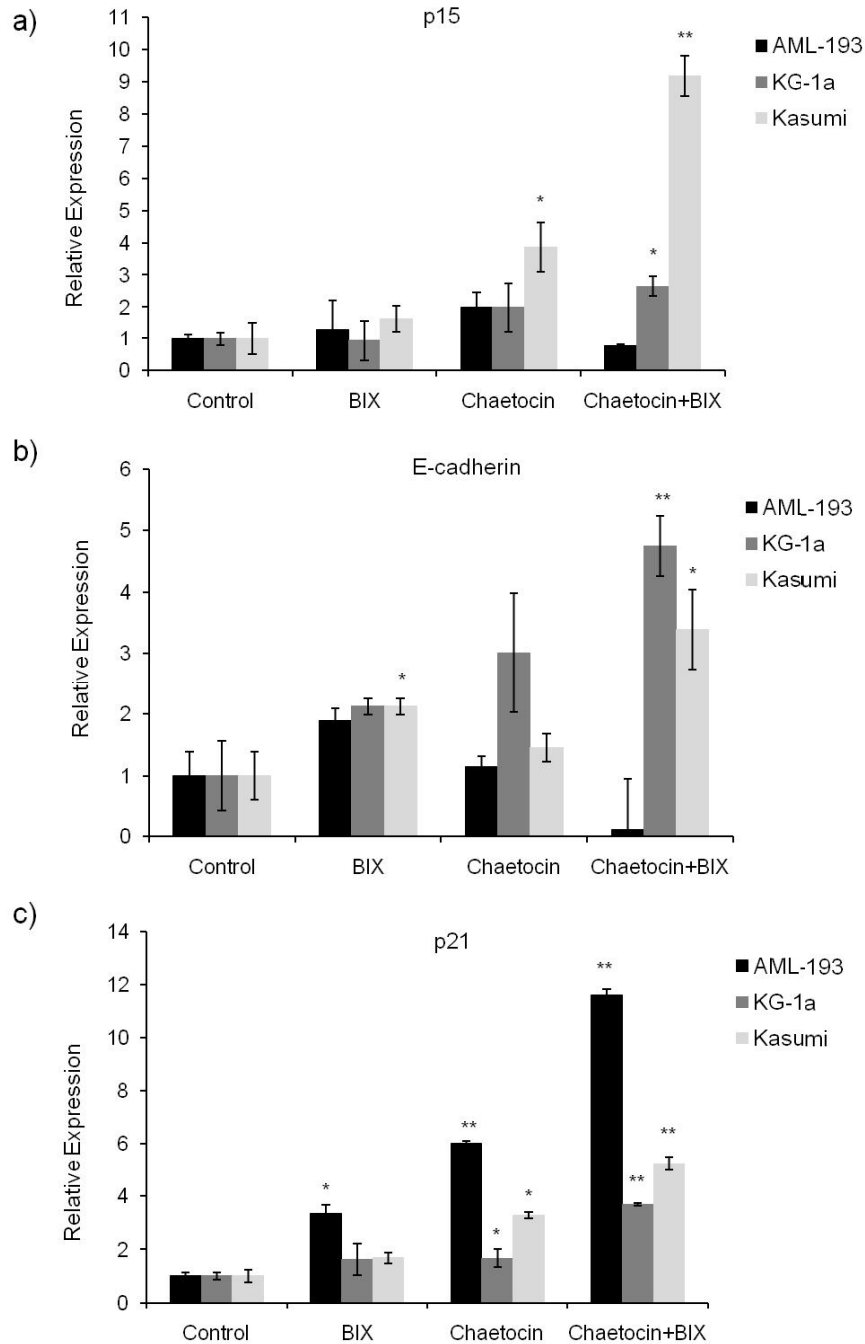 a)
p15
11
10
9
8
7
6
5
4
3
2
1
0
Relative Expression
*
*
**
Control
BIX
Chaetocin
Chaetocin+BIX
AML-193
KG-1a
Kasumi
b)
E-cadherin
6
5
4
3
2
1
0
Relative Expression
*
**
*
Control
BIX
Chaetocin
Chaetocin+BIX
AML-193
KG-1a
Kasumi
c)
p21
14
12
10
8
6
4
2
0
Relative Expression
*
**
*
*
**
**
**
Control
BIX
Chaetocin
Chaetocin+BIX
AML-193
KG-1a
Kasumi